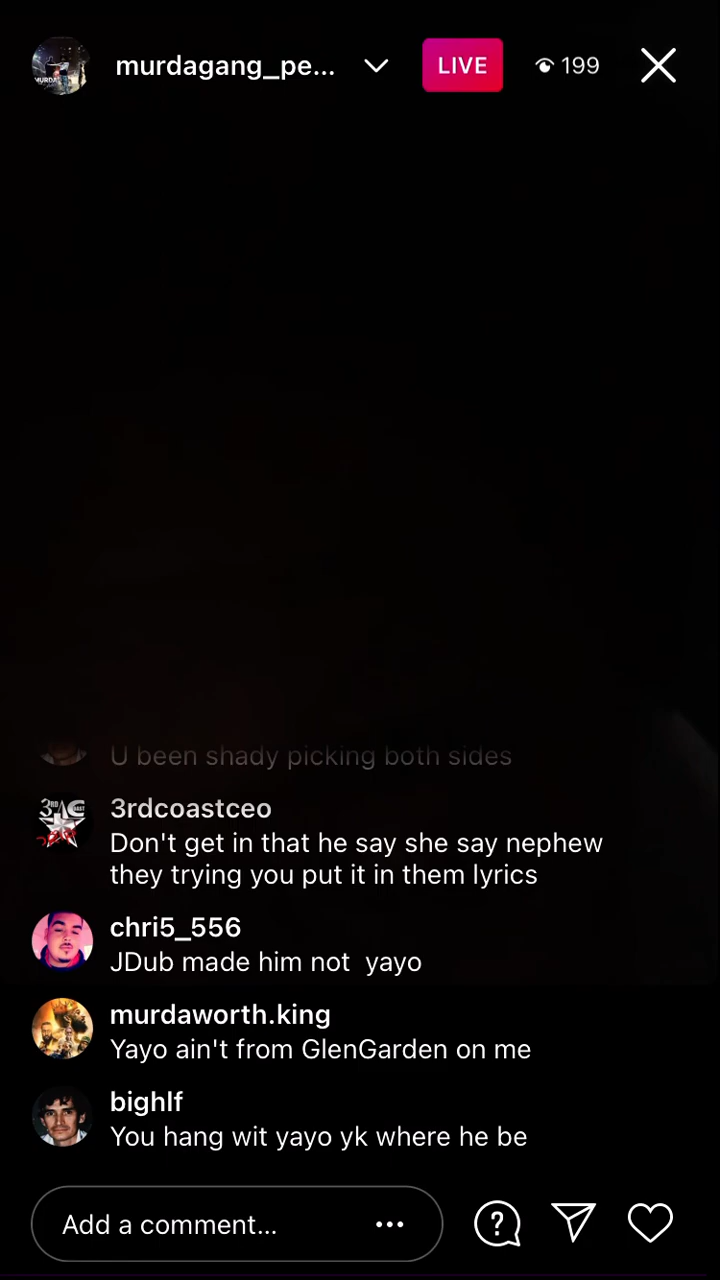 murdagang_pe...
LIVE
199
U been shady picking both sides
3rdcoastceo
Don't get in that he say she say nephew
they trying you put it in them lyrics
chri5_556
JDub made him not  yayo
murdaworth.king
Yayo ain't from GlenGarden on me
bighlf
You hang wit yayo yk where he be
Add a comment...